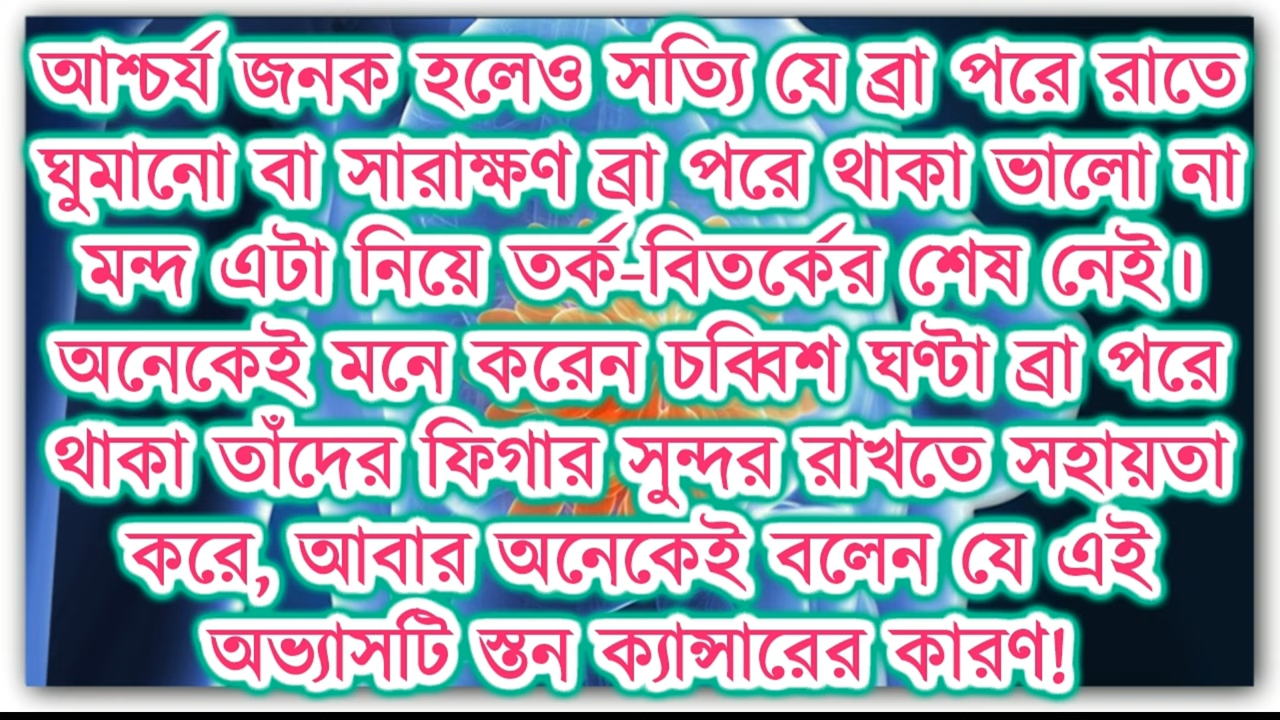 আশ্চর্য জনক হলেও সত্যি যে ব্রা পরে রাতে
ঘুমানো বা সারাক্ষণ ব্রা পরে থাকা ভালো না
মন্দ এটা নিয়ে তর্ক-বিতর্কের শেষ নেই।
অনেকেই মনে করেন চব্বিশ ঘণ্টা ব্রা পরে
থাকা তাঁদের ফিগার সুন্দর রাখতে সহায়তা
করে, আবার অনেকেই বলেন যে এই
অভ্যাসটি স্তন ক্যান্সারের কারণ!